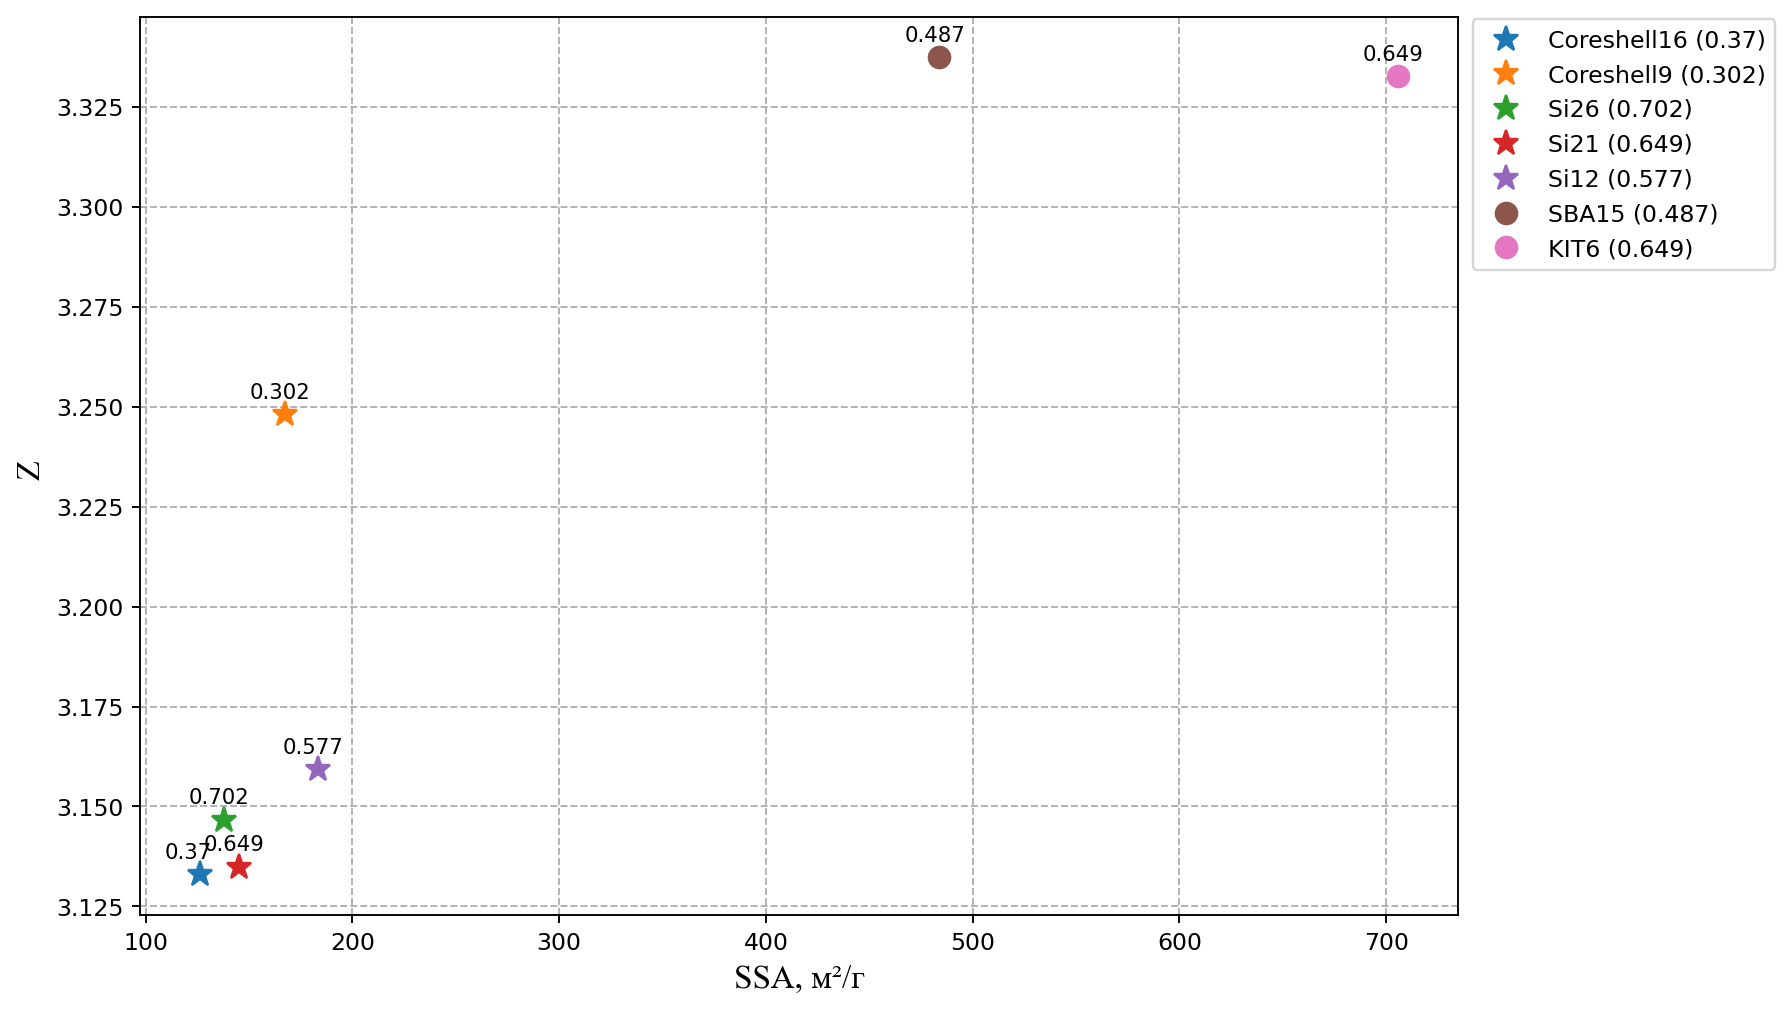 0.487
0.649
Coreshell16 (0.37)
Coreshell9 (0.302)
Si26 (0.702)
Si21 (0.649)
Si12 (0.577)
SBA15 (0.487)
KIT6 (0.649)
3.325
3.300
3.275
0.302
3.250
Z
3.225
3.200
3.175
0.577
0.702
3.150
0.649
0.37
3.125
100 200 300 400 500 600 700
SSA, м²/г